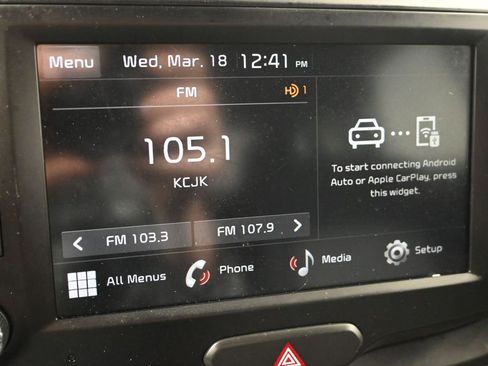 Menu Wed, Mar. 18 12:41 PM
FM HD 1
105.1
KCJK
FM 103.3 FM 107.9
To start connecting Android
Auto or Apple CarPlay, press
this widget.
All Menus Phone Media Setup